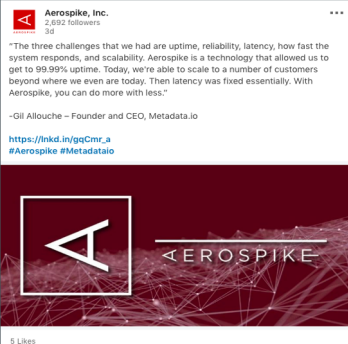 Aerospike, Inc.
2,692 followers
3d
"The three challenges that we had are uptime, reliability, latency, how fast the
system responds, and scalability. Aerospike is a technology that allowed us to
get to 99.99% uptime. Today, we're able to scale to a number of customers
beyond where we even are today. Then latency was fixed essentially. With
Aerospike, you can do more with less."
-Gil Allouche – Founder and CEO, Metadata.io
https://lnkd.in/gqCmr_a
#Aerospike #Metadataio
AEROSPIKE
5 Likes